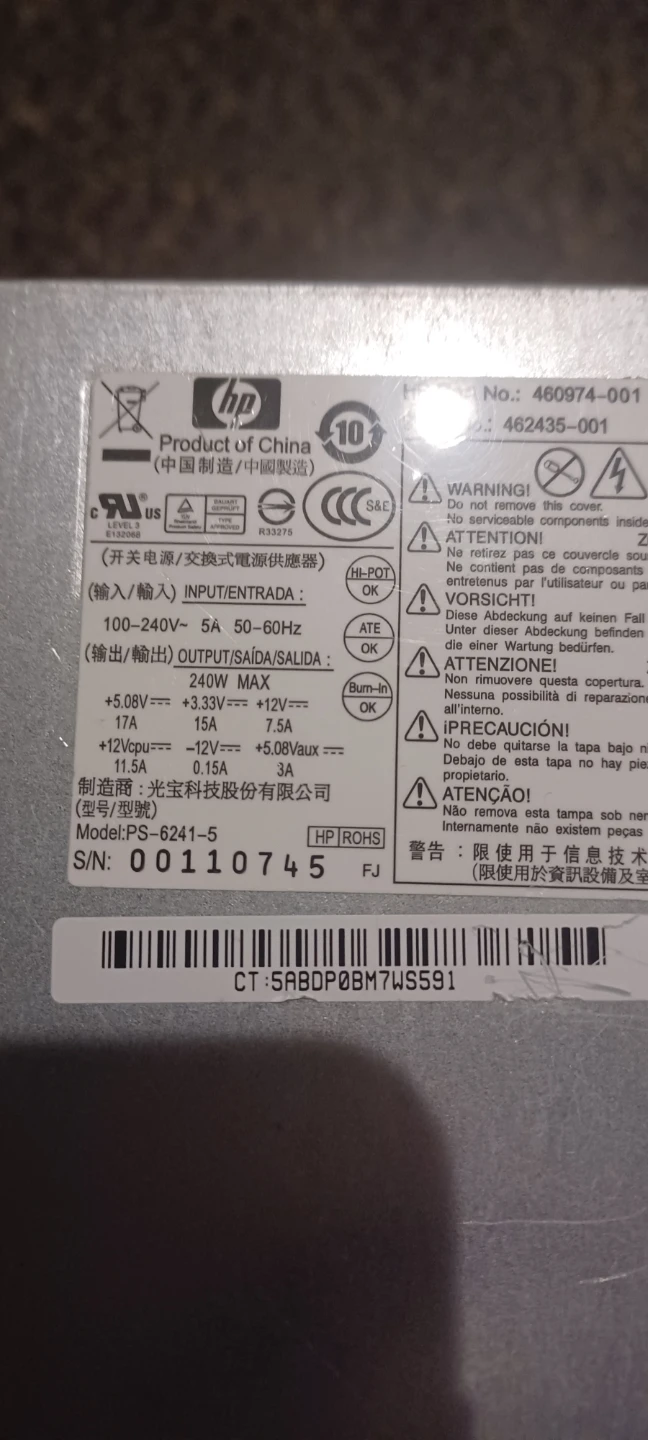 hp
Product of China
(中国制造/中國製造)
10
c RU® US
LEVEL 3
E132068
BAUART GEPRÜFT
TYPE APPROVED
R33275
CCC S&E
(开关电源/交換式電源供應器)
HI-POT
OK
(输入/輸入) INPUT/ENTRADA :
100-240V~ 5A 50-60Hz
ATE
OK
(输出/輸出) OUTPUT/SAÍDA/SALIDA :
240W MAX
Burn-In
OK
+5.08V +3.33V +12V
17A 15A 7.5A
+12Vcpu -12V +5.08Vaux
11.5A 0.15A 3A
制造商 : 光宝科技股份有限公司
(型号/型號)
Model:PS-6241-5
HP ROHS
S/N: 00110745 FJ
No.: 460974-001
462435-001
WARNING!
Do not remove this cover.
No serviceable components inside
ATTENTION!
Ne retirez pas ce couvercle
Ne contient pas de composants
entretenus par l'utilisateur ou
VORSICHT!
Diese Abdeckung auf keinen Fall
Unter dieser Abdeckung befinden
die einer Wartung bedürfen.
ATTENZIONE!
Non rimuovere questa copertura.
Nessuna possibilità di
all'interno.
¡PRECAUCIÓN!
No debe quitarse la tapa bajo
Debajo de esta tapa no hay
propietario.
ATENÇÃO!
Não remova esta tampa sob
Internamente não existem peças
警告 : 限使用于信息技术
(限使用於資訊設備及室
CT:5ABDP0BM7WS591